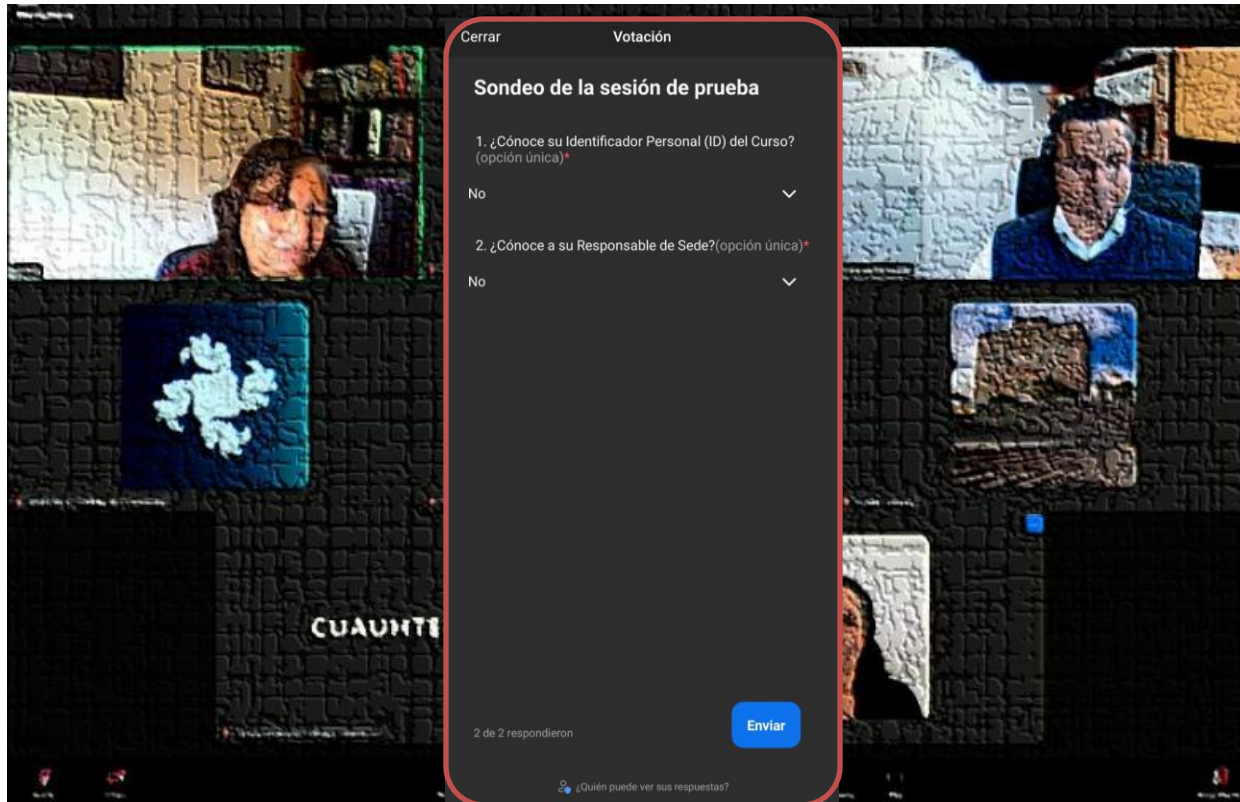 Cerrar
Votación
Sondeo de la sesión de prueba
1. ¿Cónoce su Identificador Personal (ID) del Curso?
(opción única)*
No
2. ¿Cónoce a su Responsable de Sede?(opción única)*
No
CUAUHTE
2 de 2 respondieron
Enviar
¿Quién puede ver sus respuestas?